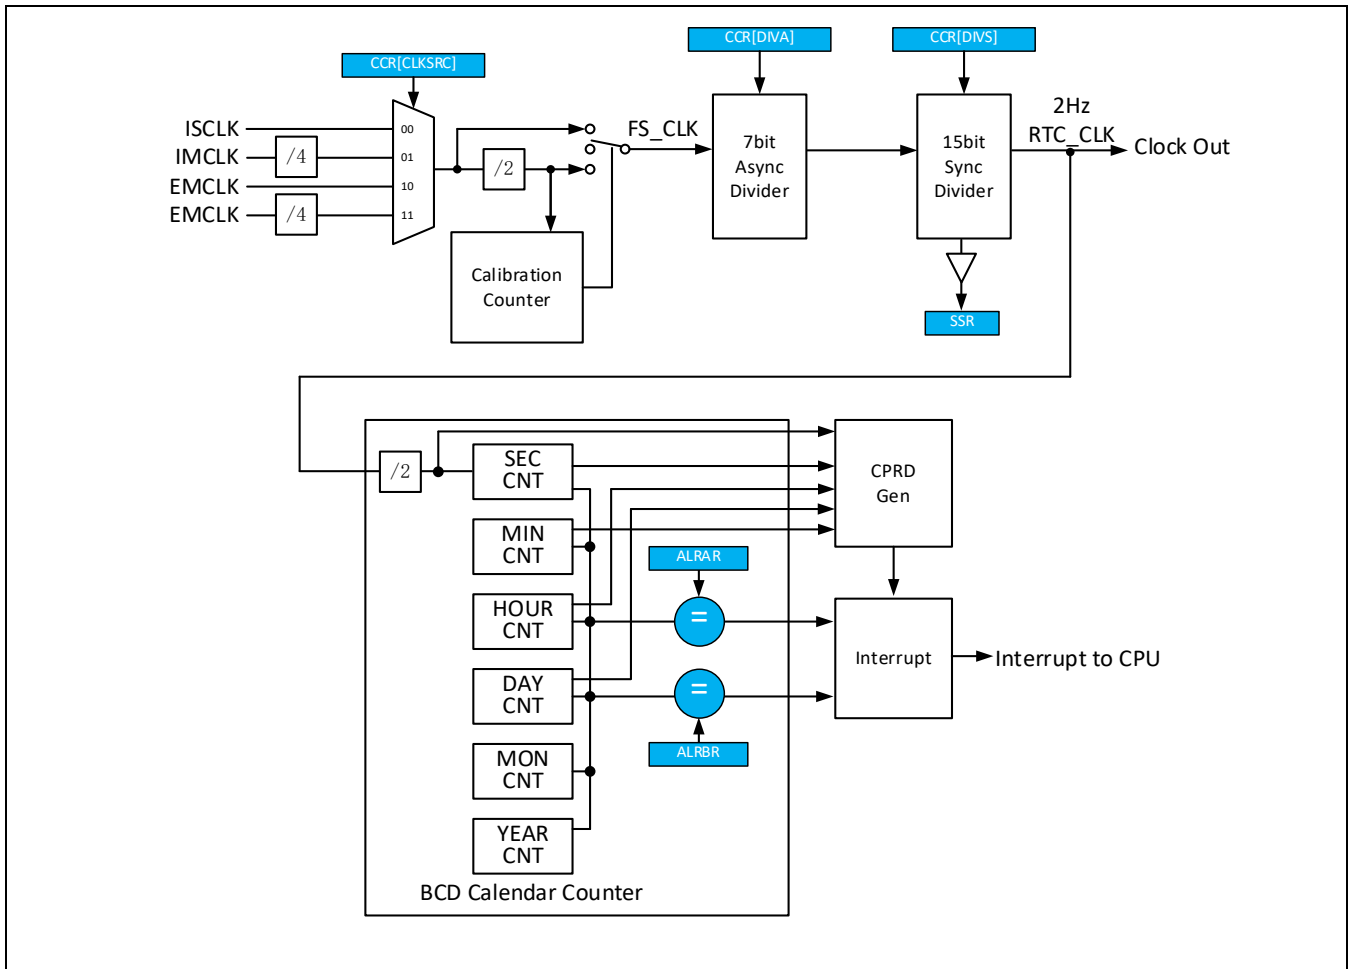 CCR[CLKSRC]
CCR[DIVA]
CCR[DIVS]
ISCLK
IMCLK
EMCLK
EMCLK
/4
/4
00
01
10
11
/2
Calibration
Counter
FS_CLK
7bit
Async
Divider
15bit
Sync
Divider
2Hz
RTC_CLK
Clock Out
SSR
/2
SEC
CNT
MIN
CNT
HOUR
CNT
DAY
CNT
MON
CNT
YEAR
CNT
BCD Calendar Counter
ALRAR
=
=
ALRBR
CPRD
Gen
Interrupt
Interrupt to CPU